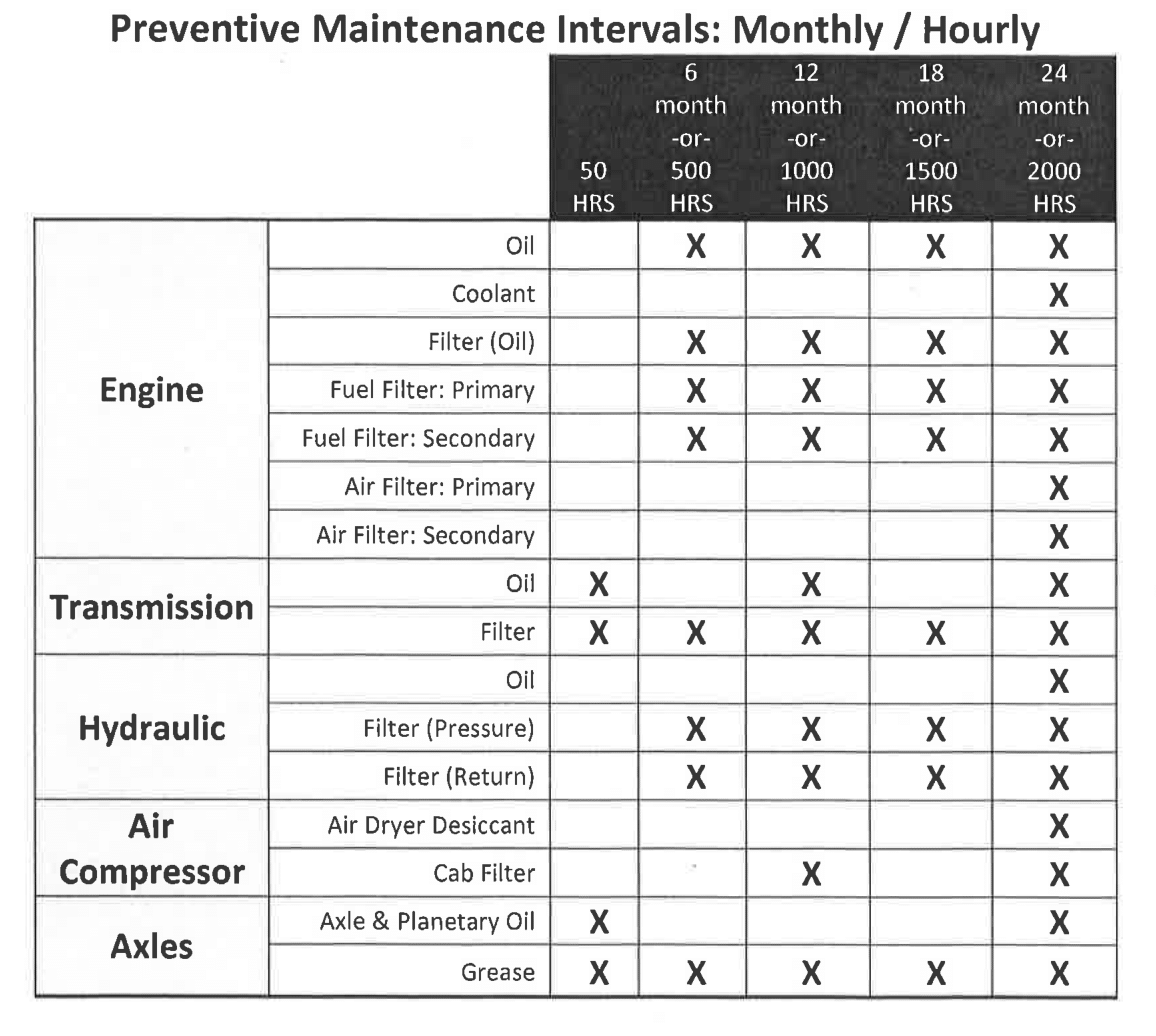 Preventive Maintenance Intervals: Monthly / Hourly
6 12 18 24
month month month month
-or- -or- -or- -or-
50 500 1000 1500 2000
HRS HRS HRS HRS HRS
Oil X X X X
Coolant X
Filter (Oil) X X X X
Engine Fuel Filter: Primary X X X X
Fuel Filter: Secondary X X X X
Air Filter: Primary X
Air Filter: Secondary X
Transmission
Oil X X X
Filter X X X X X
Oil X
Hydraulic Filter (Pressure) X X X X
Filter (Return) X X X X
Air
Compressor
Air Dryer Desiccant X
Cab Filter X X
Axles
Axle & Planetary Oil X X
Grease X X X X X